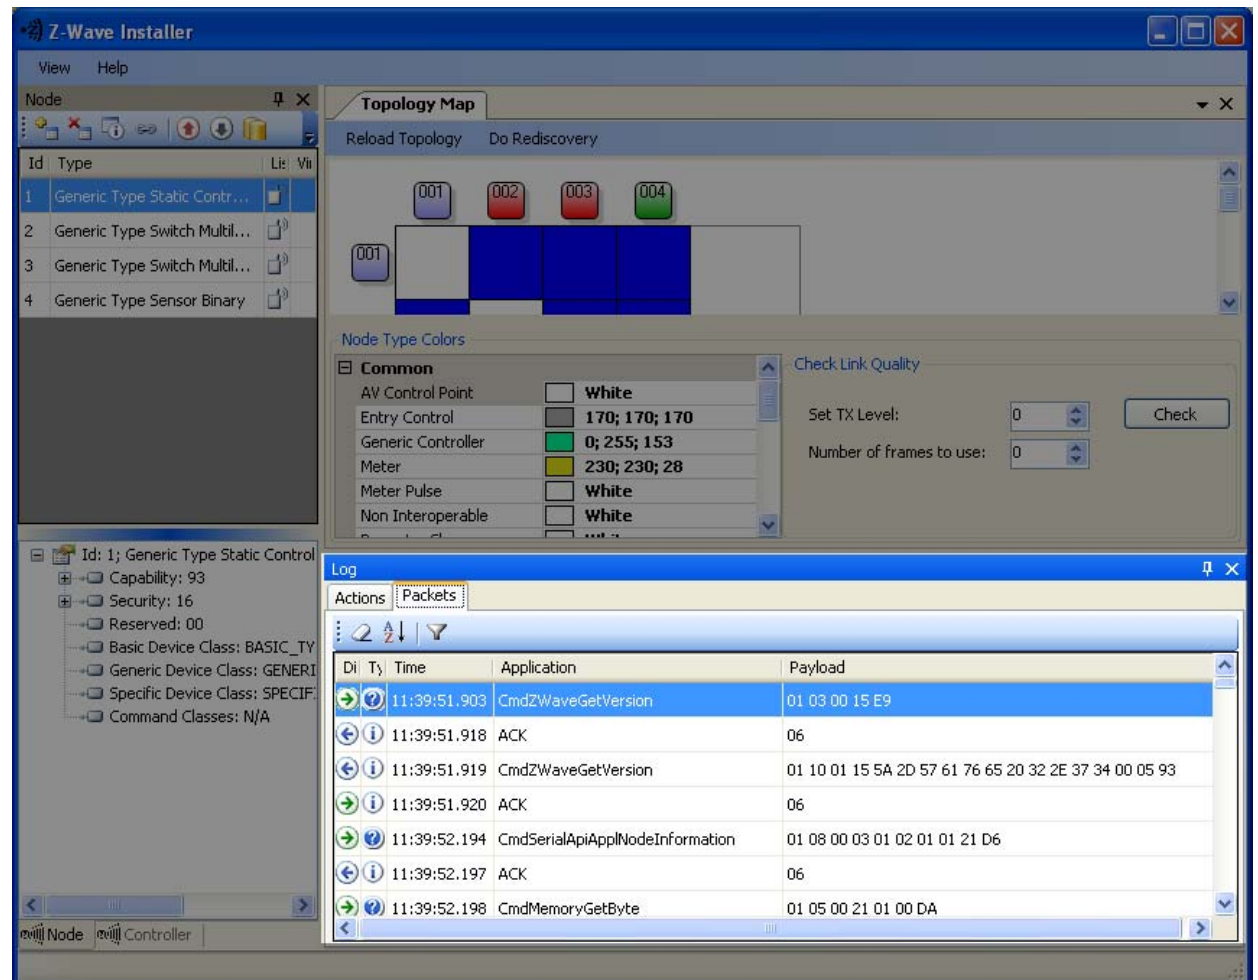 Z-Wave Installer
View Help
Node
Id Type Lis Vir
1 Generic Type Static Contr...
2 Generic Type Switch Multil...
3 Generic Type Switch Multil...
4 Generic Type Sensor Binary
Topology Map
Reload Topology Do Rediscovery
001 002 003 004
001
Node Type Colors
Common
AV Control Point White
Entry Control 170; 170; 170
Generic Controller 0; 255; 153
Meter 230; 230; 28
Meter Pulse White
Non Interoperable White
Check Link Quality
Set TX Level: 0 Check
Number of frames to use: 0
Id: 1; Generic Type Static Control
Capability: 93
Security: 16
Reserved: 00
Basic Device Class: BASIC_TY
Generic Device Class: GENERI
Specific Device Class: SPECIF
Command Classes: N/A
Node Controller
Log
Actions Packets
Di Ty Time Application Payload
11:39:51.903 CmdZWaveGetVersion 01 03 00 15 E9
11:39:51.918 ACK 06
11:39:51.919 CmdZWaveGetVersion 01 10 01 15 5A 2D 57 61 76 65 20 32 2E 37 34 00 05 93
11:39:51.920 ACK 06
11:39:52.194 CmdSerialApiApplNodeInformation 01 08 00 03 01 02 01 01 21 D6
11:39:52.197 ACK 06
11:39:52.198 CmdMemoryGetByte 01 05 00 21 01 00 DA